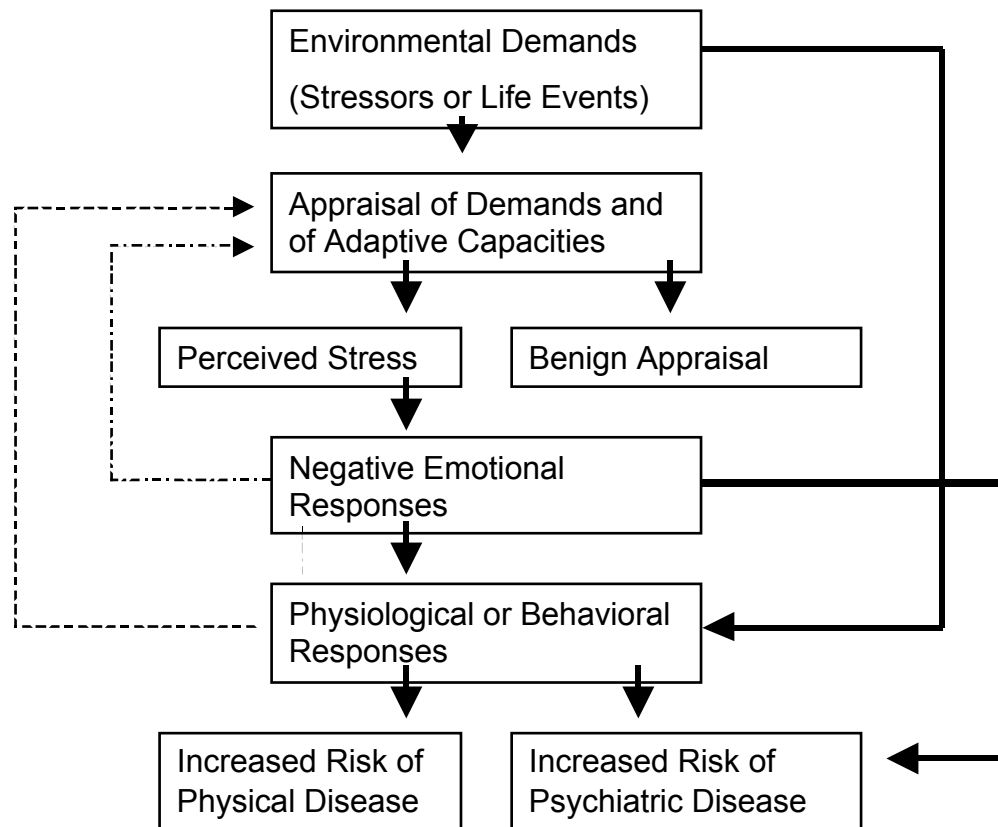 Environmental Demands
(Stressors or Life Events)
Appraisal of Demands and
of Adaptive Capacities
Perceived Stress
Benign Appraisal
Negative Emotional
Responses
Physiological or Behavioral
Responses
Increased Risk of
Physical Disease
Increased Risk of
Psychiatric Disease